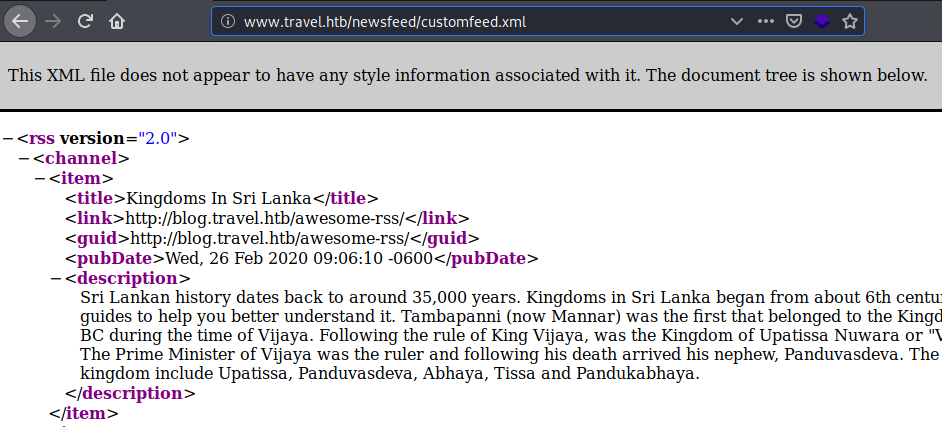 www.travel.htb/newsfeed/customfeed.xml
This XML file does not appear to have any style information associated with it. The document tree is shown below.
−<rss version="2.0">
−<channel>
−<item>
<title>Kingdoms In Sri Lanka</title>
<link>http://blog.travel.htb/awesome-rss/</link>
<guid>http://blog.travel.htb/awesome-rss/</guid>
<pubDate>Wed, 26 Feb 2020 09:06:10 -0600</pubDate>
−<description>
Sri Lankan history dates back to around 35,000 years. Kingdoms in Sri Lanka began from about 6th
guides to help you better understand it. Tambapanni (now Mannar) was the first that belonged to the
BC during the time of Vijaya. Following the rule of King Vijaya, was the Kingdom of Upatissa Nuwara or
The Prime Minister of Vijaya was the ruler and following his death arrived his nephew, Panduvasdeva. The
kingdom include Upatissa, Panduvasdeva, Abhaya, Tissa and Pandukabhaya.
</description>
</item>